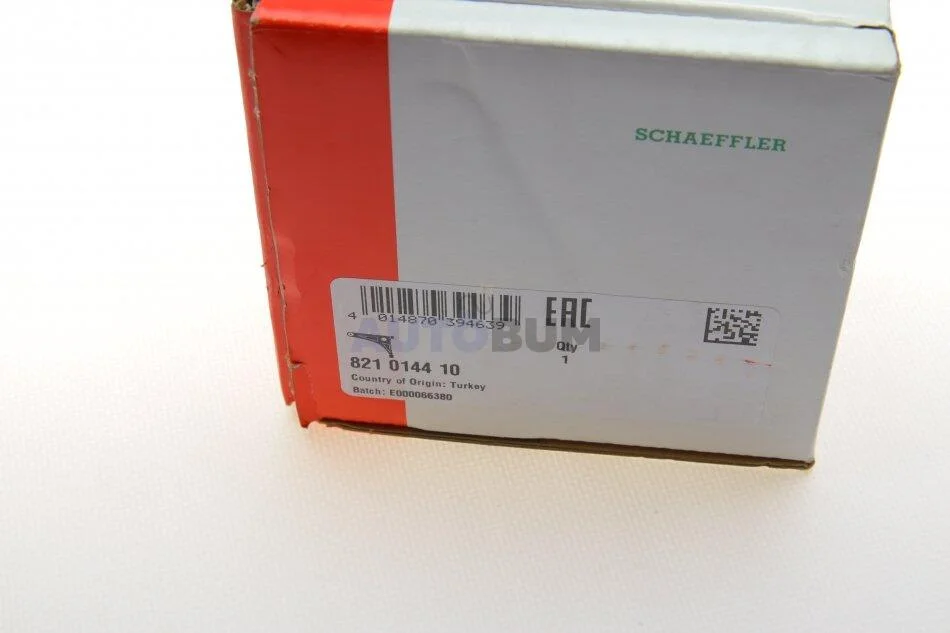 SCHAEFFLER
4 014870 394639
EAC
AUTOBUM
Qty
1
821 0144 10
Country of Origin: Turkey
Batch: E000066380